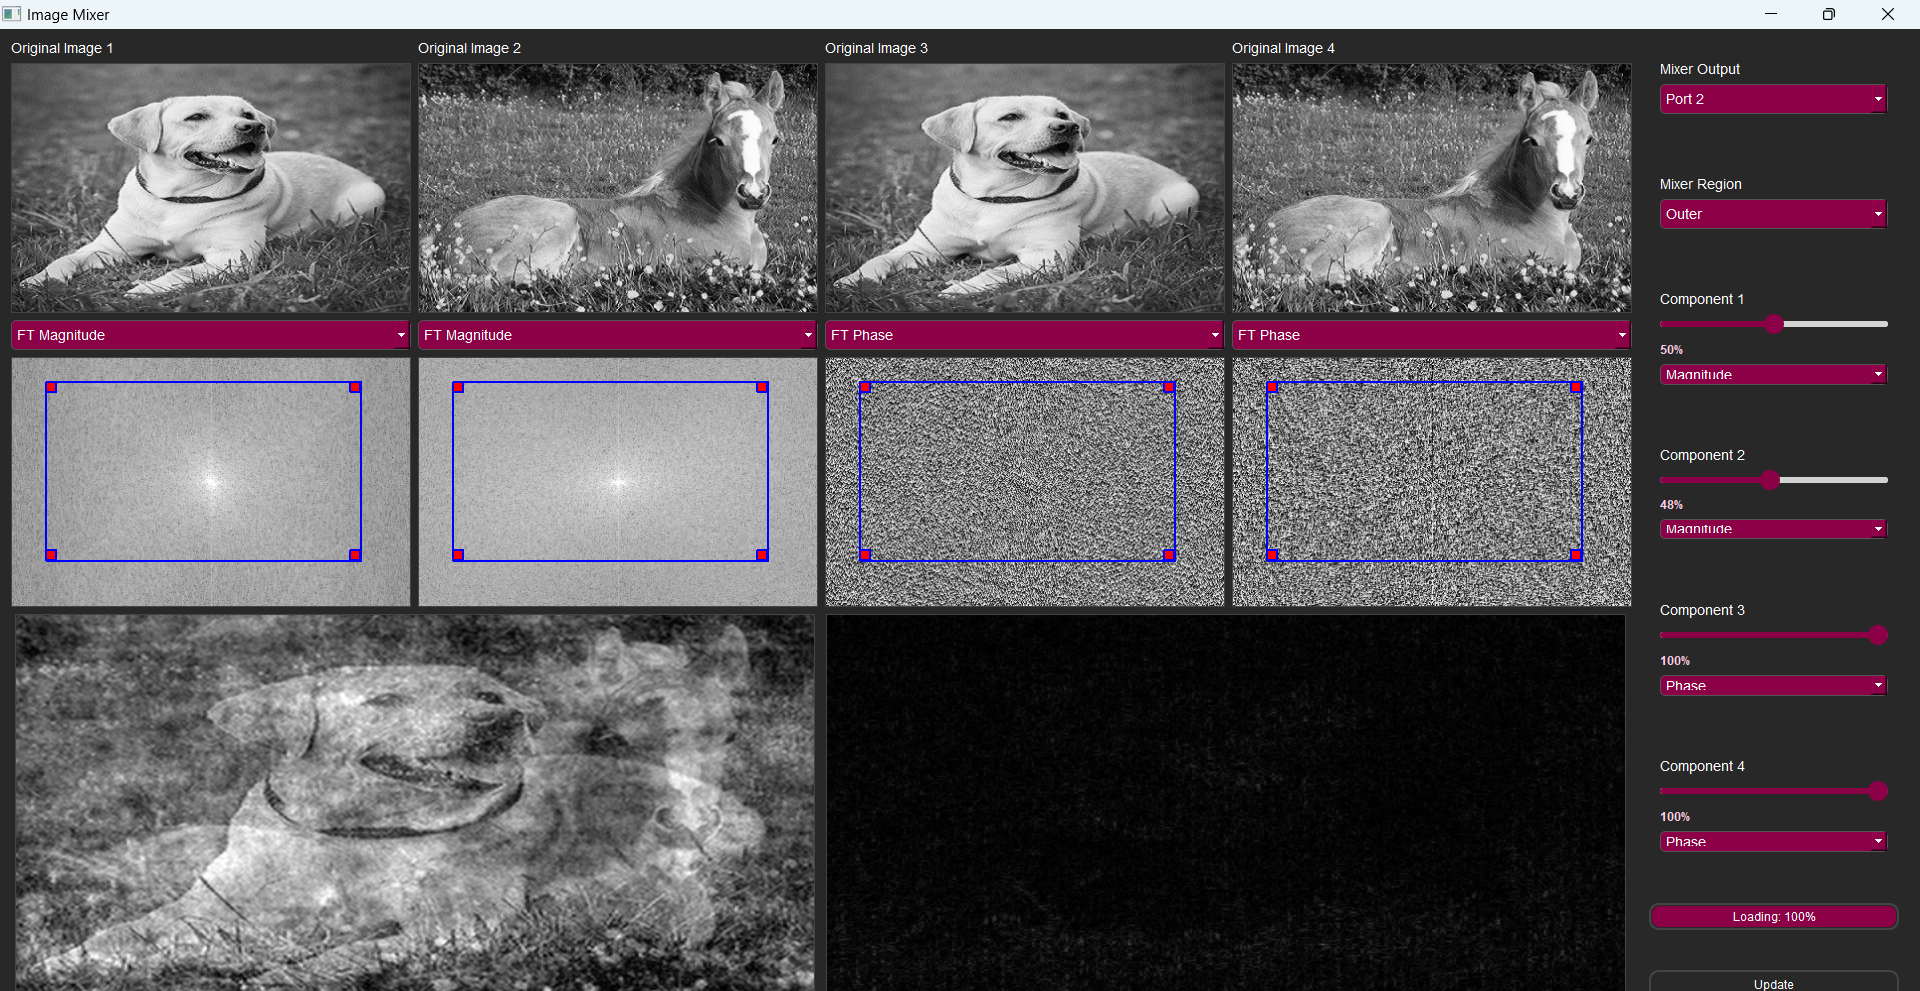 Image Mixer
Original Image 1
Original Image 2
Original Image 3
Original Image 4
FT Magnitude
FT Magnitude
FT Phase
FT Phase
Mixer Output
Port 2
Mixer Region
Outer
Component 1
50%
Magnitude
Component 2
48%
Magnitude
Component 3
100%
Phase
Component 4
100%
Phase
Loading: 100%
Update